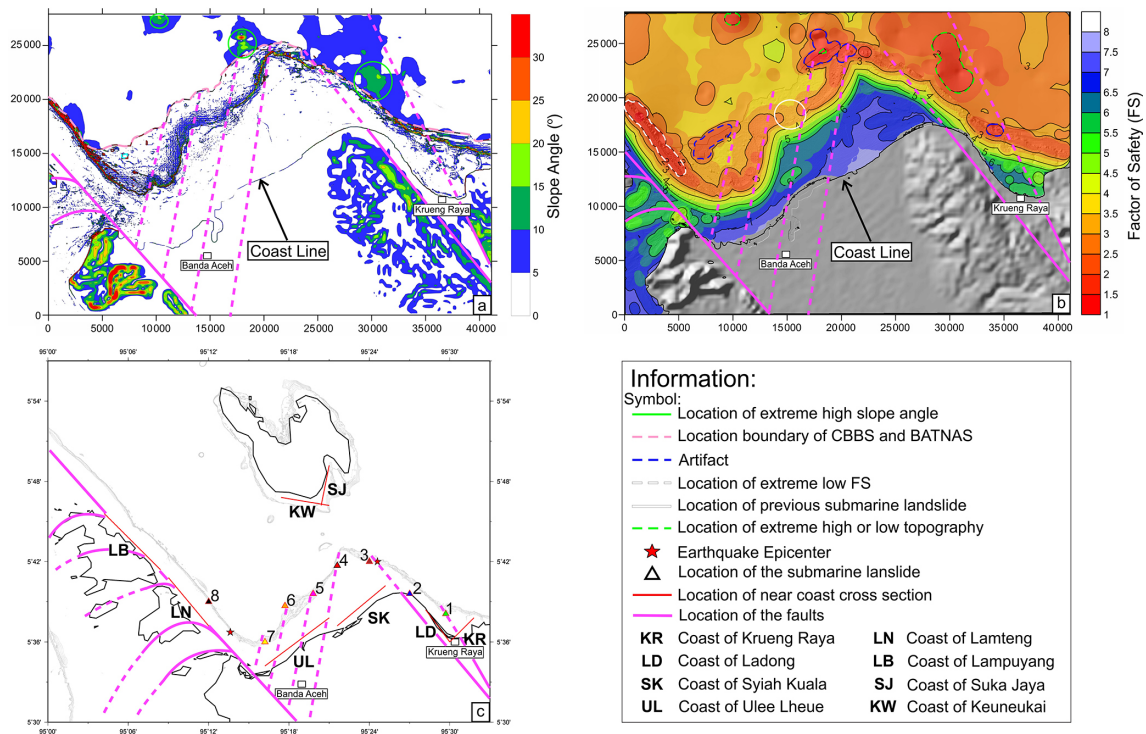 25000
20000
15000
10000
5000
0
0
5000
10000
15000
20000
25000
30000
35000
40000
Krueng Raya
Banda Aceh
Coast Line
a
30
25
20
15
10
5
0
Slope Angle (º)
25000
20000
15000
10000
5000
0
0
5000
10000
15000
20000
25000
30000
35000
40000
Krueng Raya
Banda Aceh
Coast Line
b
8
7.5
7
6.5
6
5.5
5
4.5
4
3.5
3
2.5
2
1.5
1
Factor of Safety (FS)
95°00'
95°06'
95°12'
95°18'
95°24'
95°30'
5°54'
5°48'
5°42'
5°36'
5°30'
SJ
KW
LB
LN
8
7
6
5
4
3
2
1
SK
UL
LD
KR
Krueng Raya
Banda Aceh
c
Information:
Symbol:
Location of extreme high slope angle
Location boundary of CBBS and BATNAS
Artifact
Location of extreme low FS
Location of previous submarine landslide
Location of extreme high or low topography
Earthquake Epicenter
Location of the submarine lanslide
Location of near coast cross section
Location of the faults
KR Coast of Krueng Raya
LN Coast of Lamteng
LD Coast of Ladong
LB Coast of Lampuyang
SK Coast of Syiah Kuala
SJ Coast of Suka Jaya
UL Coast of Ulee Lheue
KW Coast of Keuneukai